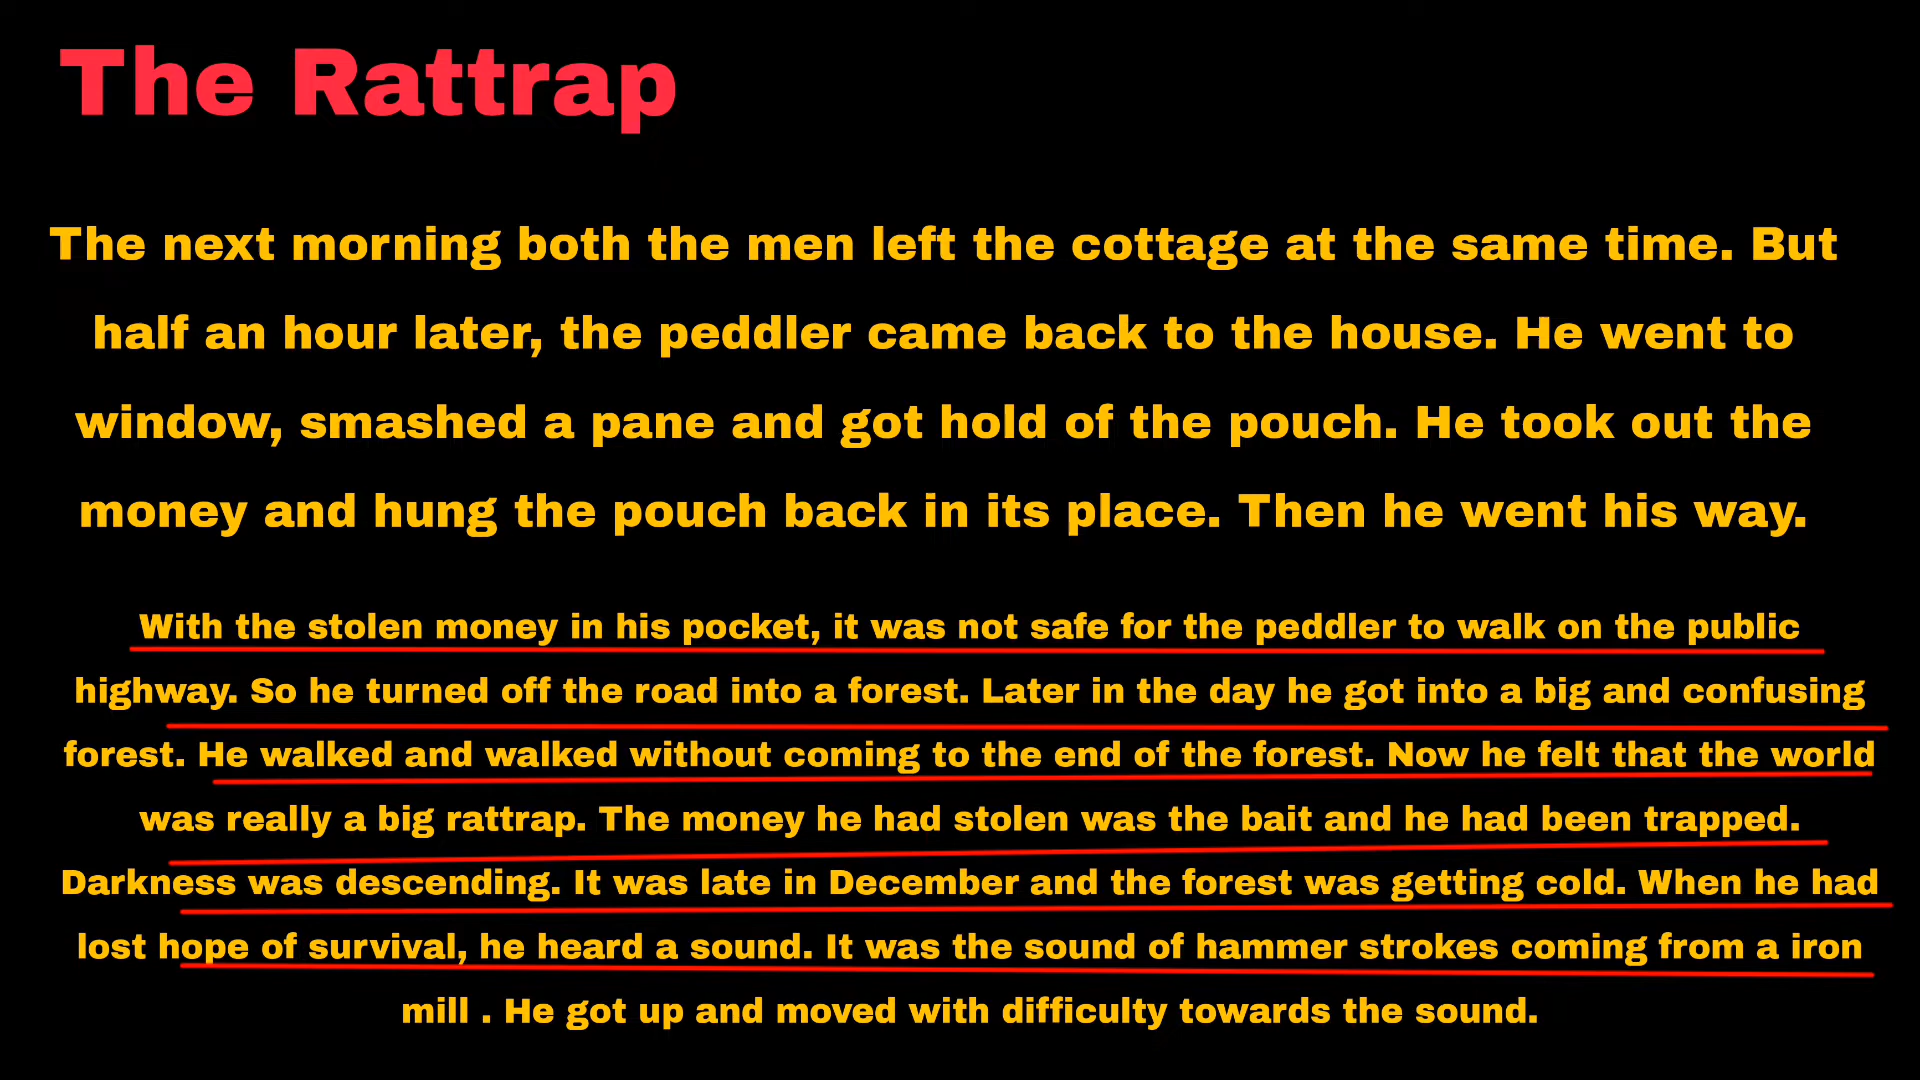 The Rattrap
The next morning both the men left the cottage at the same time. But
half an hour later, the peddler came back to the house. He went to
window, smashed a pane and got hold of the pouch. He took out the
money and hung the pouch back in its place. Then he went his way.
With the stolen money in his pocket, it was not safe for the peddler to walk on the public
highway. So he turned off the road into a forest. Later in the day he got into a big and confusing
forest. He walked and walked without coming to the end of the forest. Now he felt that the world
was really a big rattrap. The money he had stolen was the bait and he had been trapped.
Darkness was descending. It was late in December and the forest was getting cold. When he had
lost hope of survival, he heard a sound. It was the sound of hammer strokes coming from a iron
mill . He got up and moved with difficulty towards the sound.